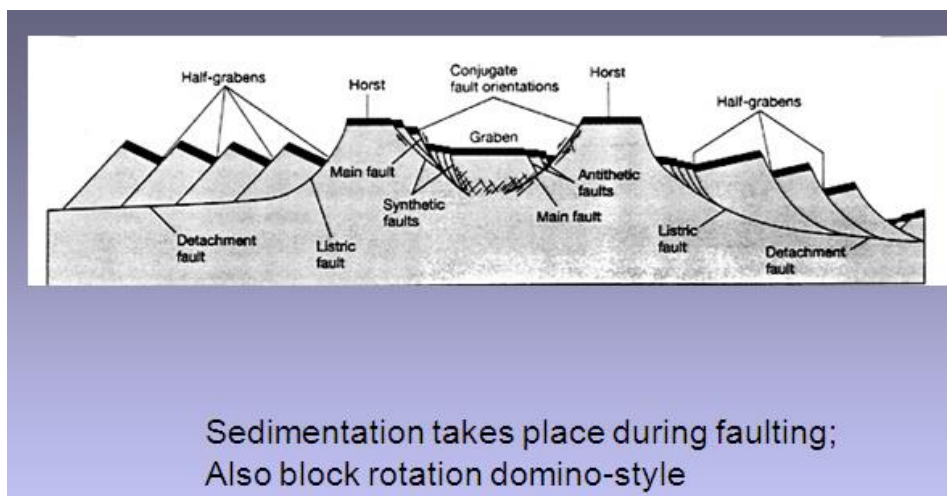 Half-grabens
Horst
Conjugate
fault orientations
Horst
Half-grabens
Graben
Main fault
Synthetic
faults
Antithetic
faults
Main fault
Detachment
fault
Listric
fault
Listric
fault
Detachment
fault
Sedimentation takes place during faulting;
Also block rotation domino-style